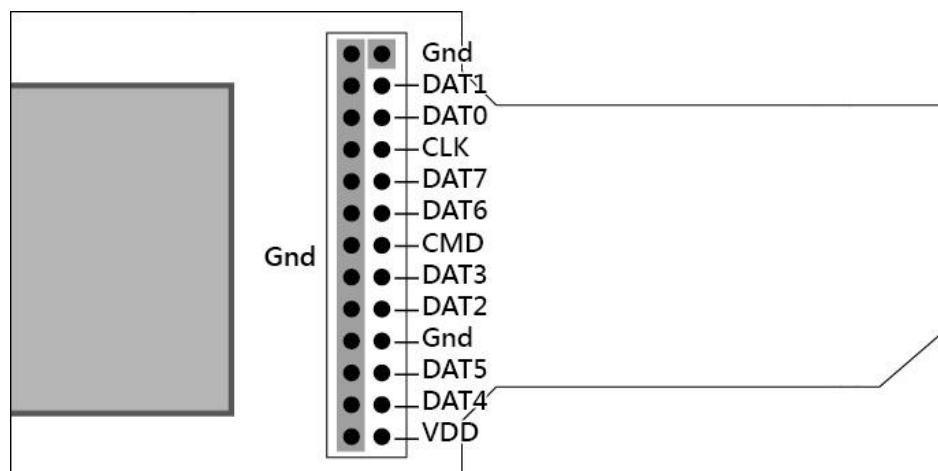 Gnd
DAT1
DAT0
CLK
DAT7
DAT6
CMD
Gnd
DAT3
DAT2
Gnd
DAT5
DAT4
VDD